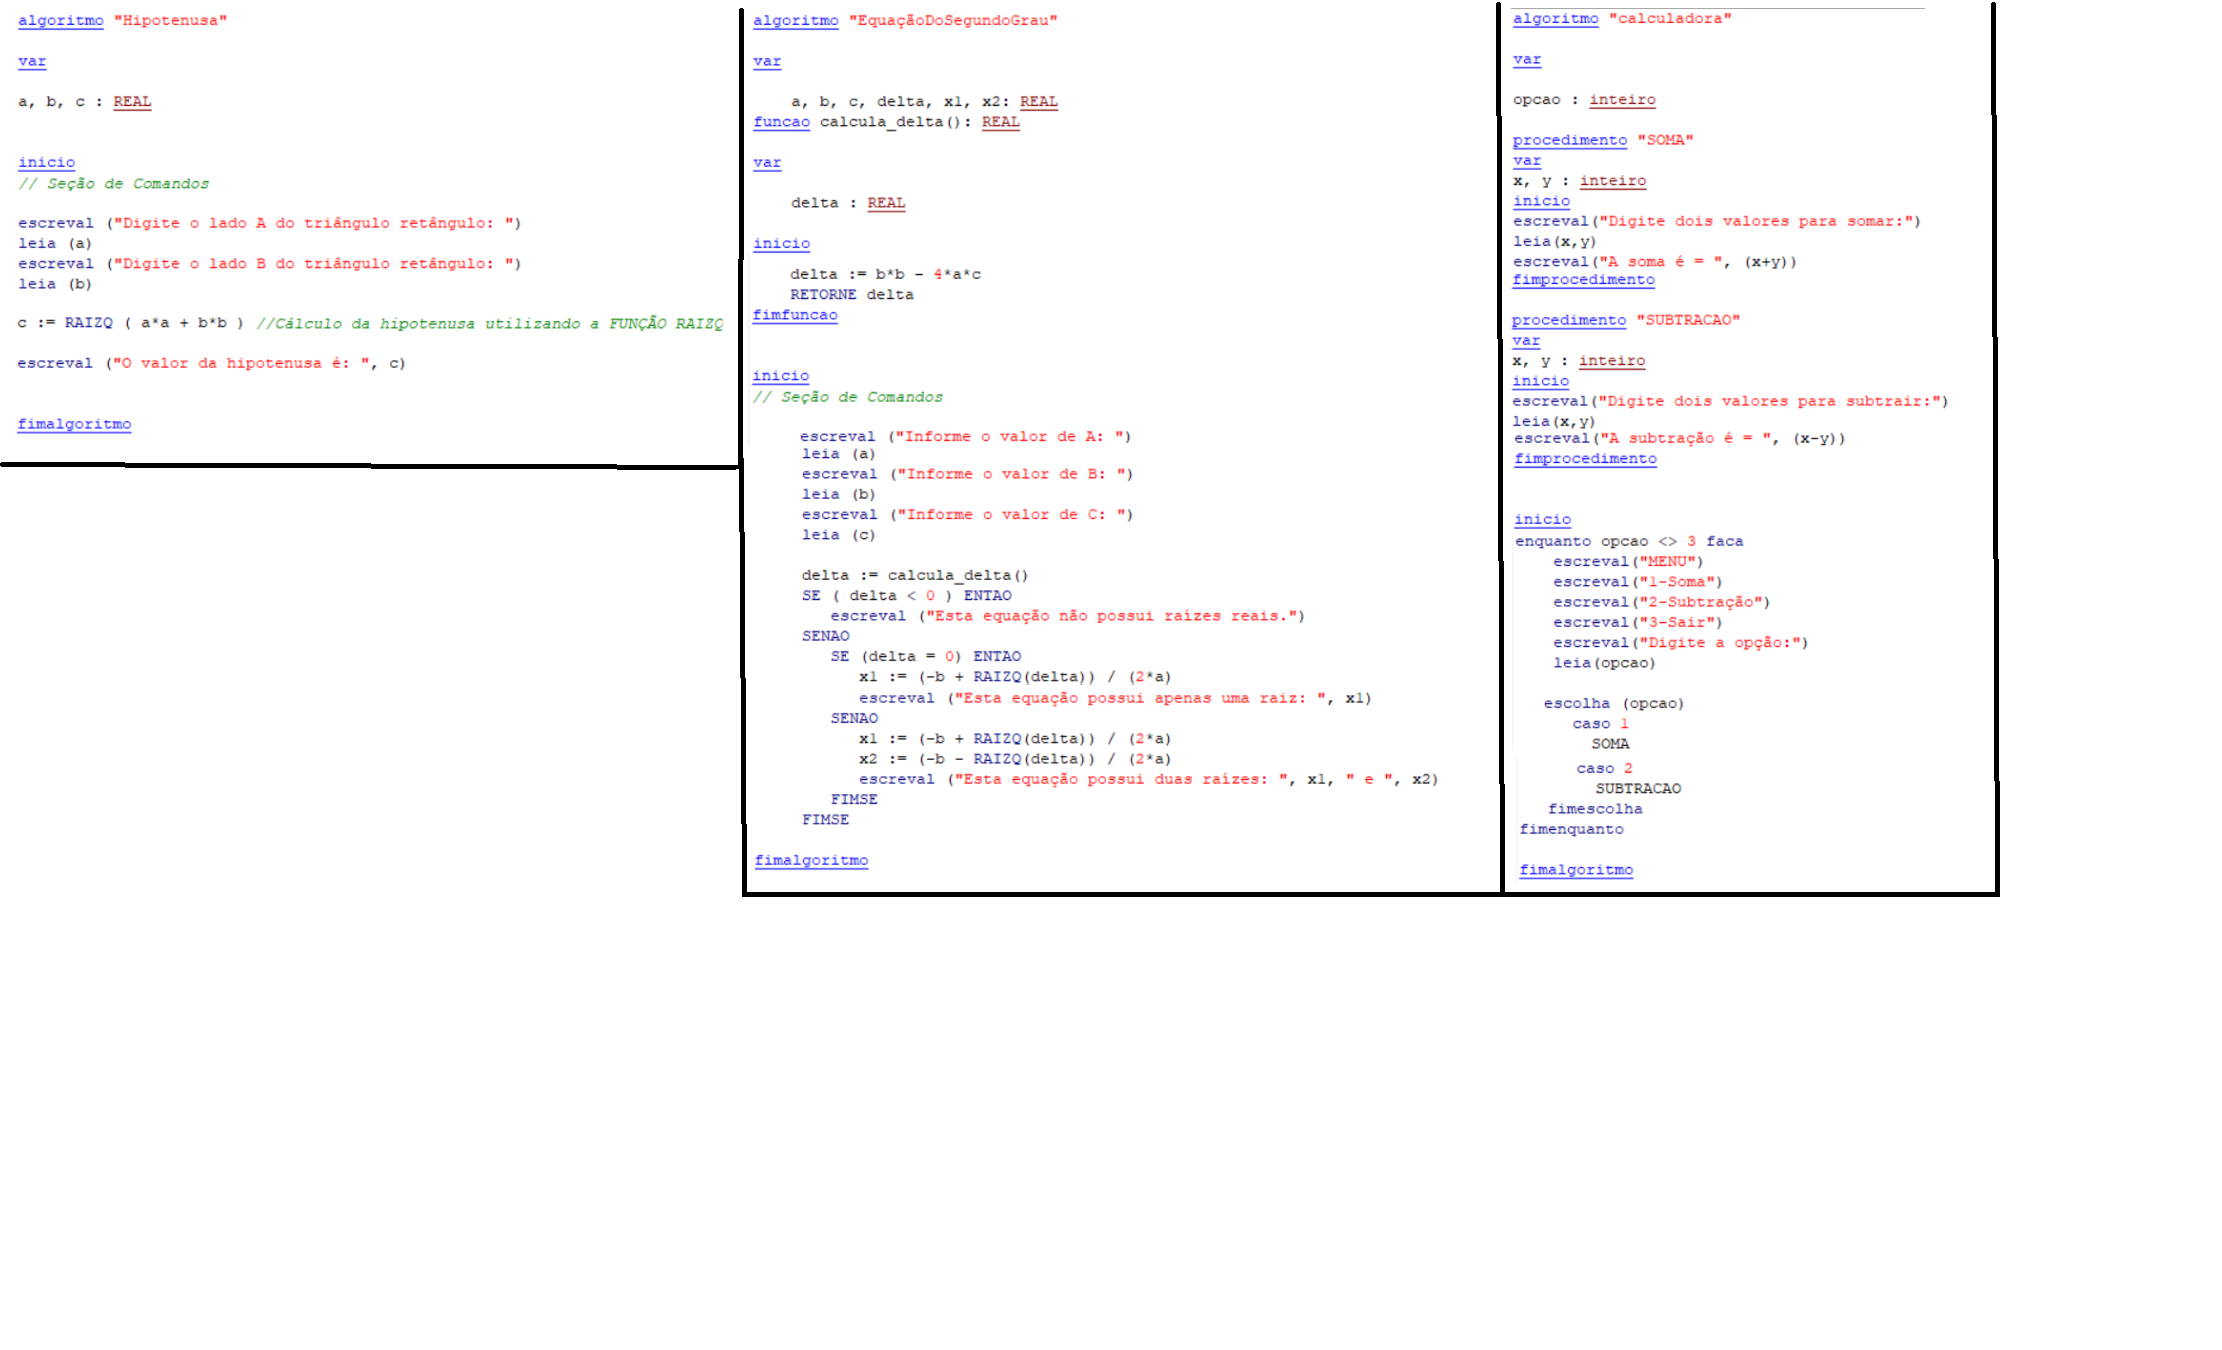 algoritmo "Hipotenusa"
var
a, b, c : REAL
inicio
// Seção de Comandos
escreval ("Digite o lado A do triângulo retângulo: ")
leia (a)
escreval ("Digite o lado B do triângulo retângulo: ")
leia (b)
c := RAIZQ ( a*a + b*b ) //Cálculo da hipotenusa utilizando a FUNÇÃO RAIZQ
escreval ("O valor da hipotenusa é: ", c)
fimalgoritmo
algoritmo "EquaçãoDoSegundoGrau"
var
a, b, c, delta, x1, x2: REAL
funcao calcula_delta(): REAL
var
delta : REAL
inicio
delta := b*b - 4*a*c
RETORNE delta
fimfuncao
inicio
// Seção de Comandos
escreval ("Informe o valor de A: ")
leia (a)
escreval ("Informe o valor de B: ")
leia (b)
escreval ("Informe o valor de C: ")
leia (c)
delta := calcula_delta()
SE ( delta < 0 ) ENTAO
escreval ("Esta equação não possui raízes reais.")
SENAO
SE (delta = 0) ENTAO
x1 := (-b + RAIZQ(delta)) / (2*a)
escreval ("Esta equação possui apenas uma raiz: ", x1)
SENAO
x1 := (-b + RAIZQ(delta)) / (2*a)
x2 := (-b - RAIZQ(delta)) / (2*a)
escreval ("Esta equação possui duas raízes: ", x1, " e ", x2)
FIMSE
FIMSE
fimalgoritmo
algoritmo "calculadora"
var
opcao : inteiro
procedimento "SOMA"
var
x, y : inteiro
inicio
escreval("Digite dois valores para somar:")
leia(x,y)
escreval("A soma é = ", (x+y))
fimprocedimento
procedimento "SUBTRACAO"
var
x, y : inteiro
inicio
escreval("Digite dois valores para subtrair:")
leia(x,y)
escreval("A subtração é = ", (x-y))
fimprocedimento
inicio
enquanto opcao <> 3 faca
escreval("MENU")
escreval("1-Soma")
escreval("2-Subtração")
escreval("3-Sair")
escreval("Digite a opção:")
leia(opcao)
escolha (opcao)
caso 1
SOMA
caso 2
SUBTRACAO
fimescolha
fimenquanto
fimalgoritmo